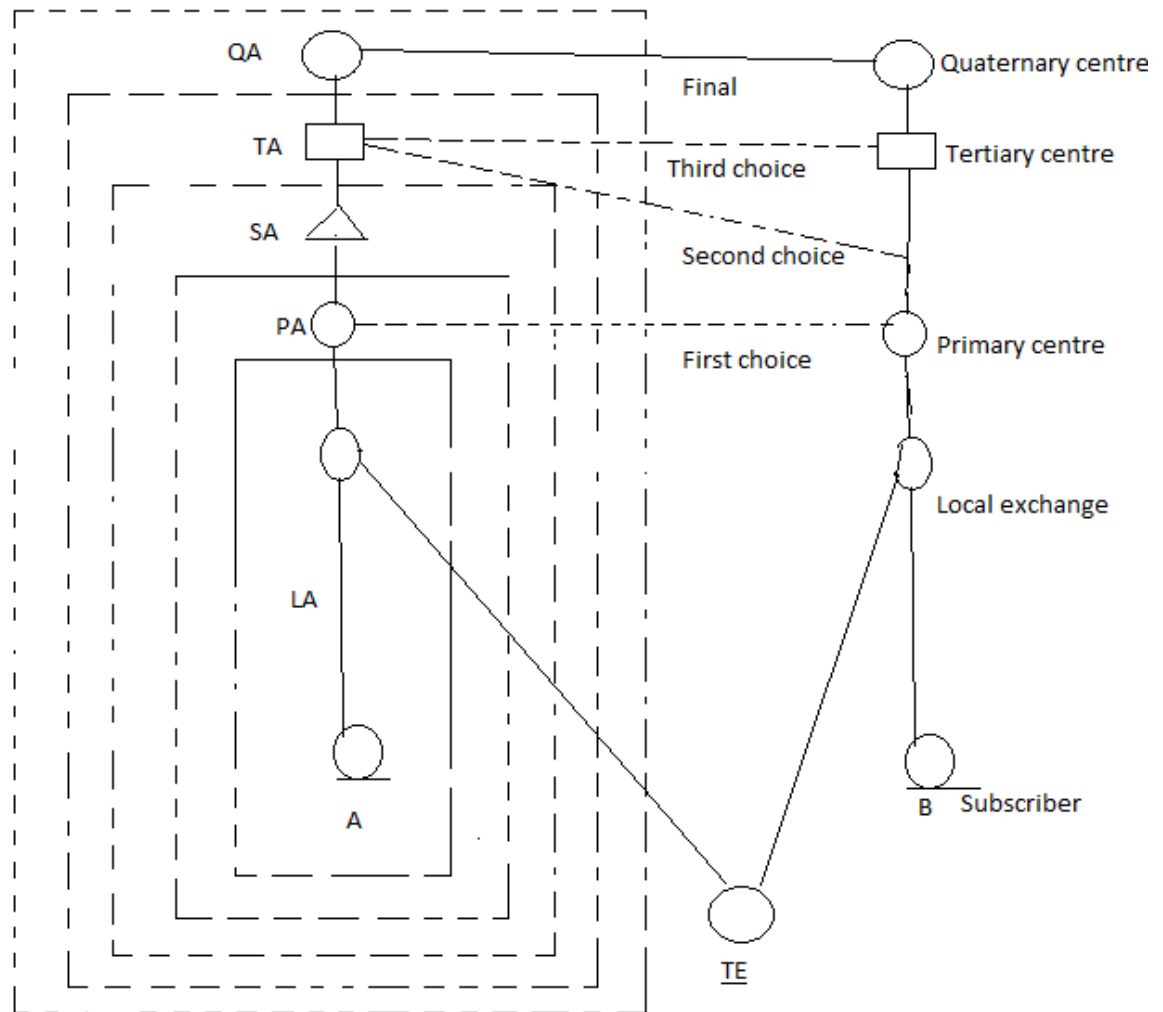 QA
Quaternary centre
Final
TA
Tertiary centre
Third choice
SA
Second choice
PA
Primary centre
First choice
Local exchange
LA
A
B
Subscriber
TE